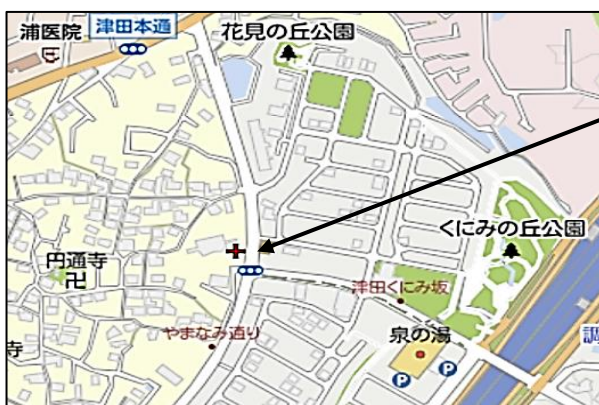 浦医院
津田本通
花見の丘公園
くにみの丘公園
円通寺
津田くにみ坂
やまなみ通り
泉の湯
寺
調
P
P